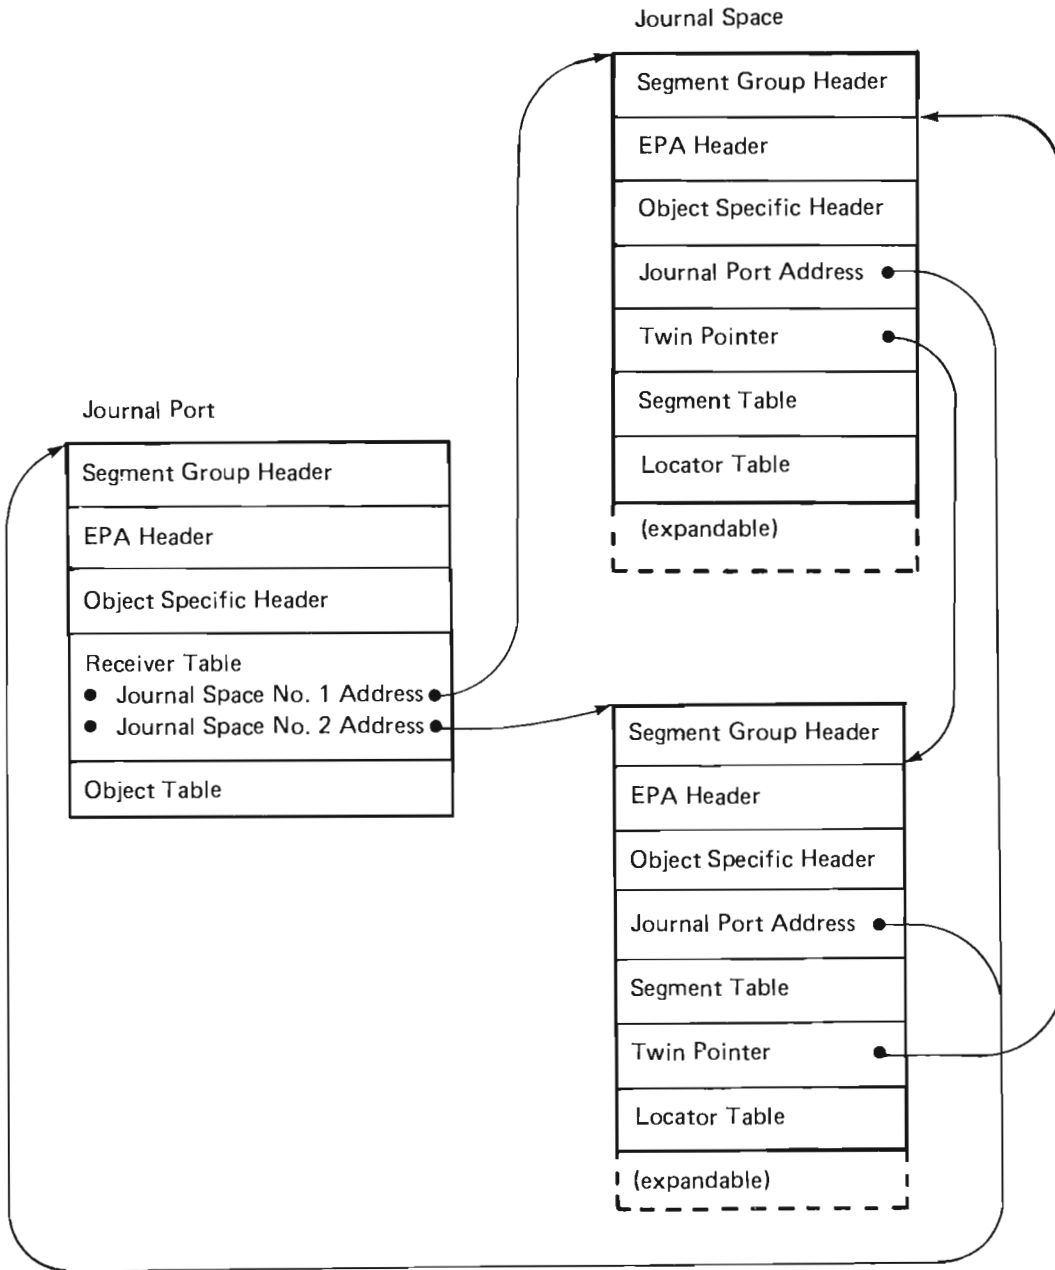 Journal Space
Segment Group Header
EPA Header
Object Specific Header
Journal Port Address
Twin Pointer
Segment Table
Locator Table
(expandable)
Journal Port
Segment Group Header
EPA Header
Object Specific Header
Receiver Table
● Journal Space No. 1 Address
● Journal Space No. 2 Address
Object Table
Segment Group Header
EPA Header
Object Specific Header
Journal Port Address
Segment Table
Twin Pointer
Locator Table
(expandable)